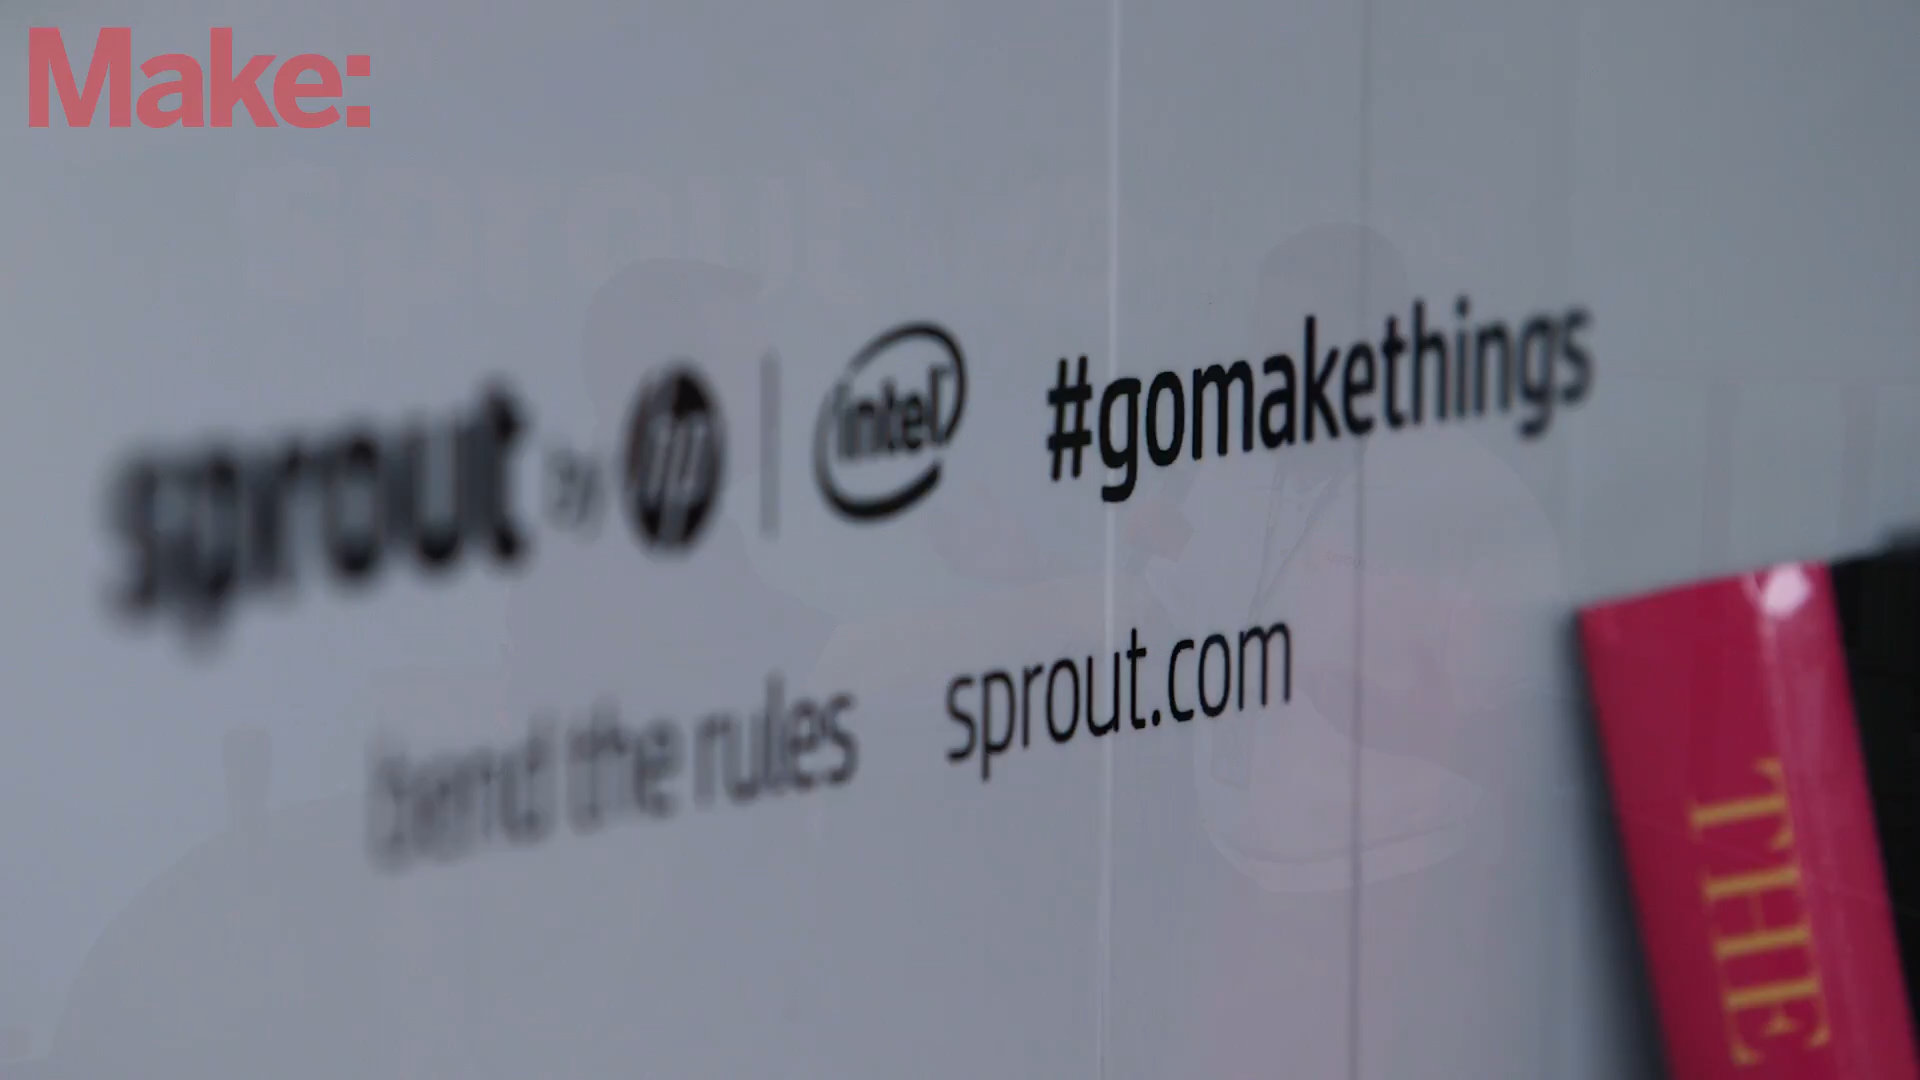 Make:
sprout by hp | intel #gomakethings
bend the rules sprout.com
THE